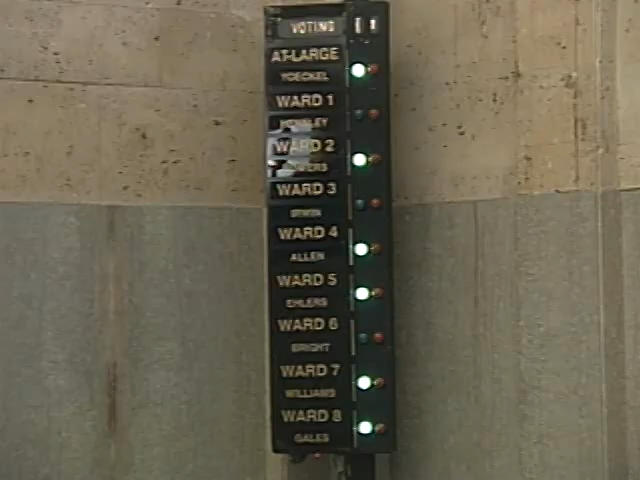 VOTING
AT-LARGE
YOECKEL
WARD 1
HENSLEY
WARD 2
WARD 3
WARD 4
ALLEN
WARD 5
EHLERS
WARD 6
BRIGHT
WARD 7
WILLIAMS
WARD 8
GALES